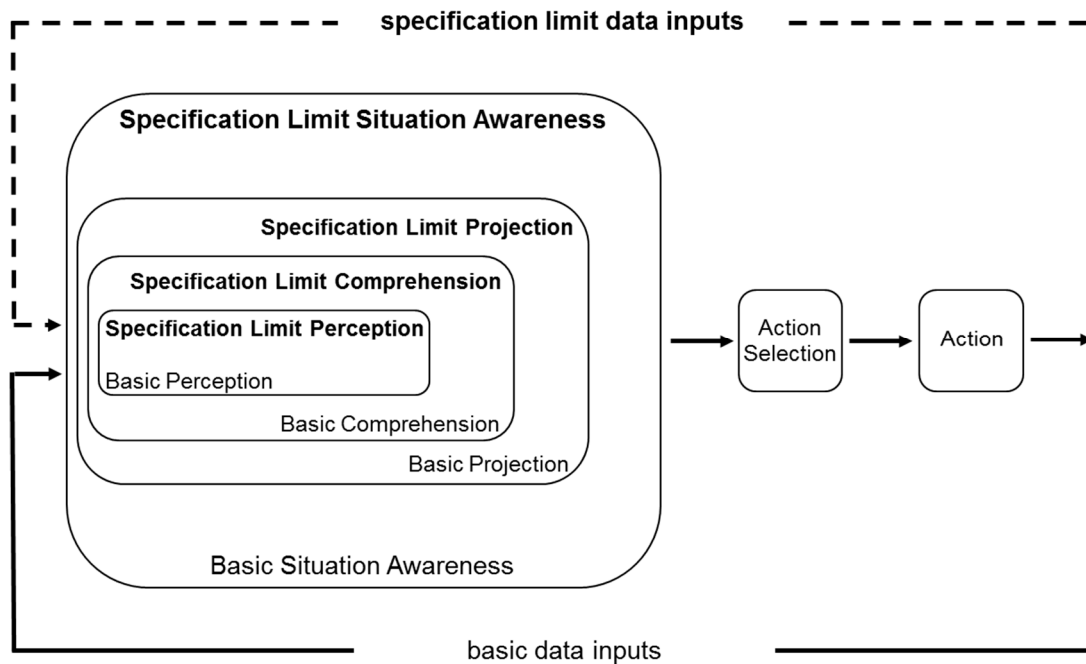 specification limit data inputs
Specification Limit Situation Awareness
Specification Limit Projection
Specification Limit Comprehension
Specification Limit Perception
Basic Perception
Basic Comprehension
Basic Projection
Basic Situation Awareness
Action
Selection
Action
basic data inputs